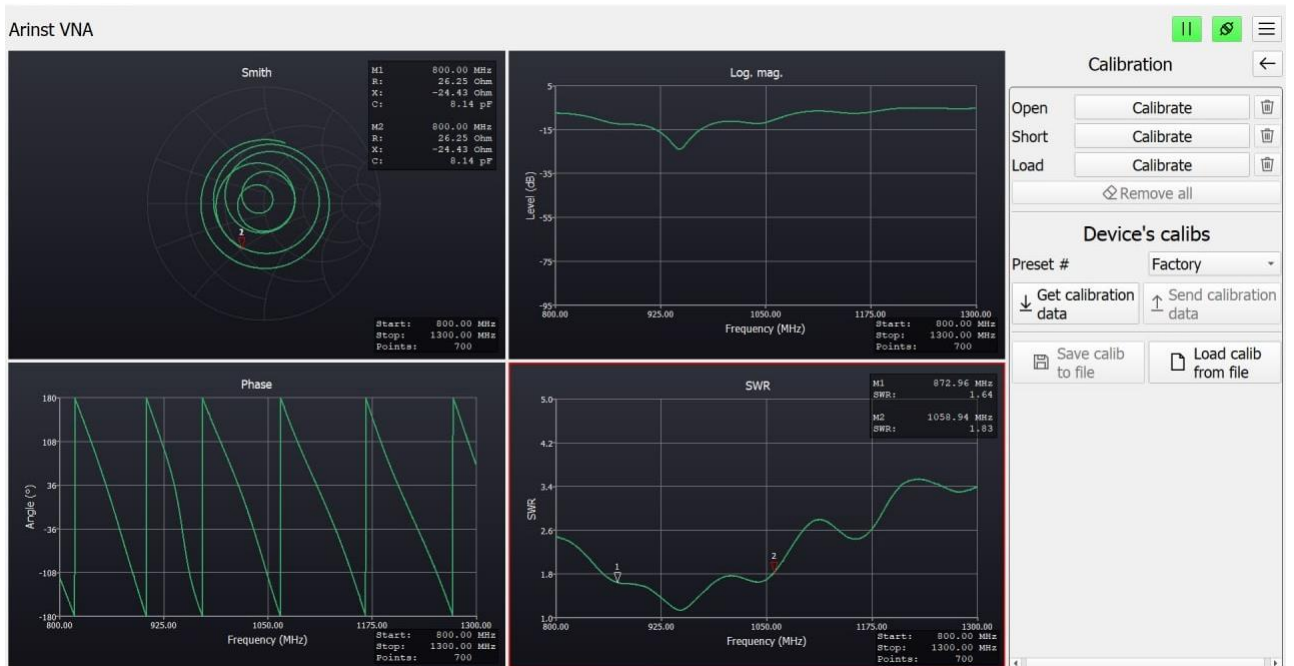 Arinst VNA
Smith
M1 800.00 MHz
R: 26.25 Ohm
X: -24.43 Ohm
C: 8.14 pF
M2 800.00 MHz
R: 26.25 Ohm
X: -24.43 Ohm
C: 8.14 pF
2
Start: 800.00 MHz
Stop: 1300.00 MHz
Points: 700
Log. mag.
5
-15
-35
-55
-75
-95
Level (dB)
800.00 925.00 1050.00 1175.00 1300.00
Frequency (MHz)
Start: 800.00 MHz
Stop: 1300.00 MHz
Points: 700
Phase
180
108
36
-36
-108
-180
Angle (°)
800.00 925.00 1050.00 1175.00 1300.00
Frequency (MHz)
Start: 800.00 MHz
Stop: 1300.00 MHz
Points: 700
SWR
M1 872.96 MHz
SWR: 1.64
M2 1058.94 MHz
SWR: 1.83
5.0
4.2
3.4
2.6
1.8
1.0
SWR
1
2
800.00 925.00 1050.00 1175.00 1300.00
Frequency (MHz)
Start: 800.00 MHz
Stop: 1300.00 MHz
Points: 700
Calibration
Open Calibrate
Short Calibrate
Load Calibrate
Remove all
Device's calibs
Preset # Factory
Get calibration data
Send calibration data
Save calib to file
Load calib from file